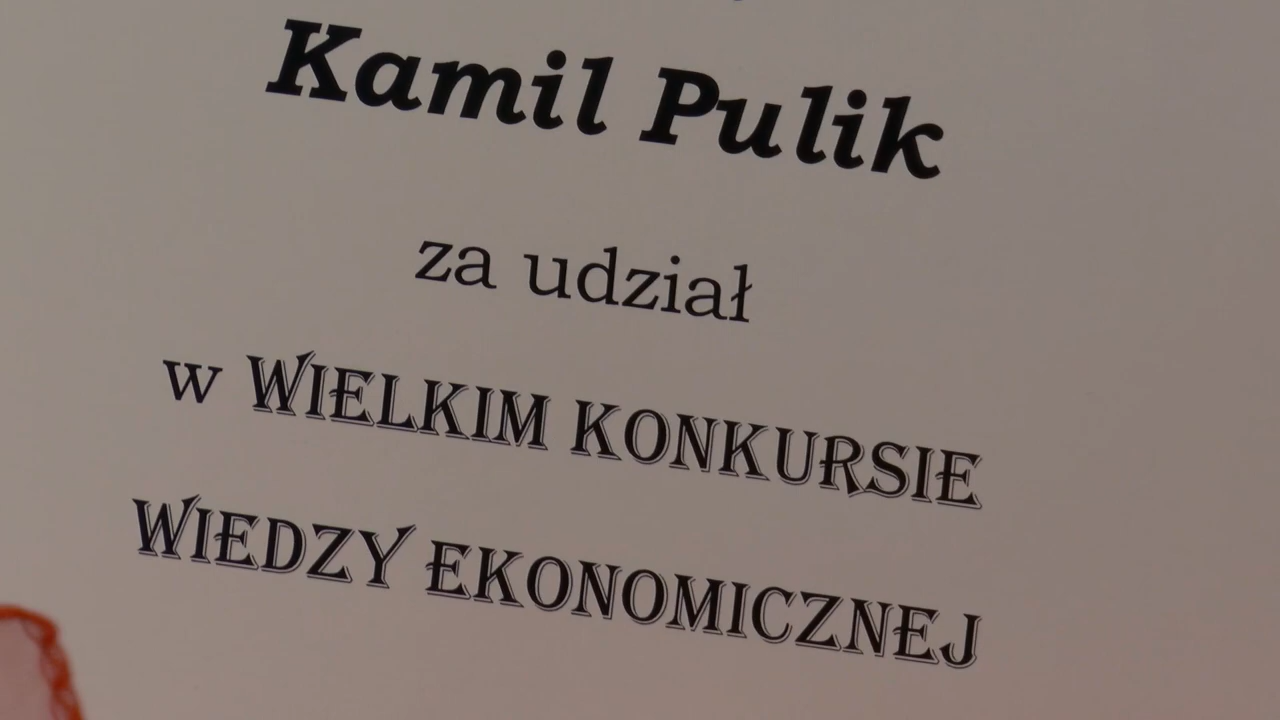 Kamil Pulik
za udział
w WIELKIM KONKURSIE
WIEDZY EKONOMICZNEJ